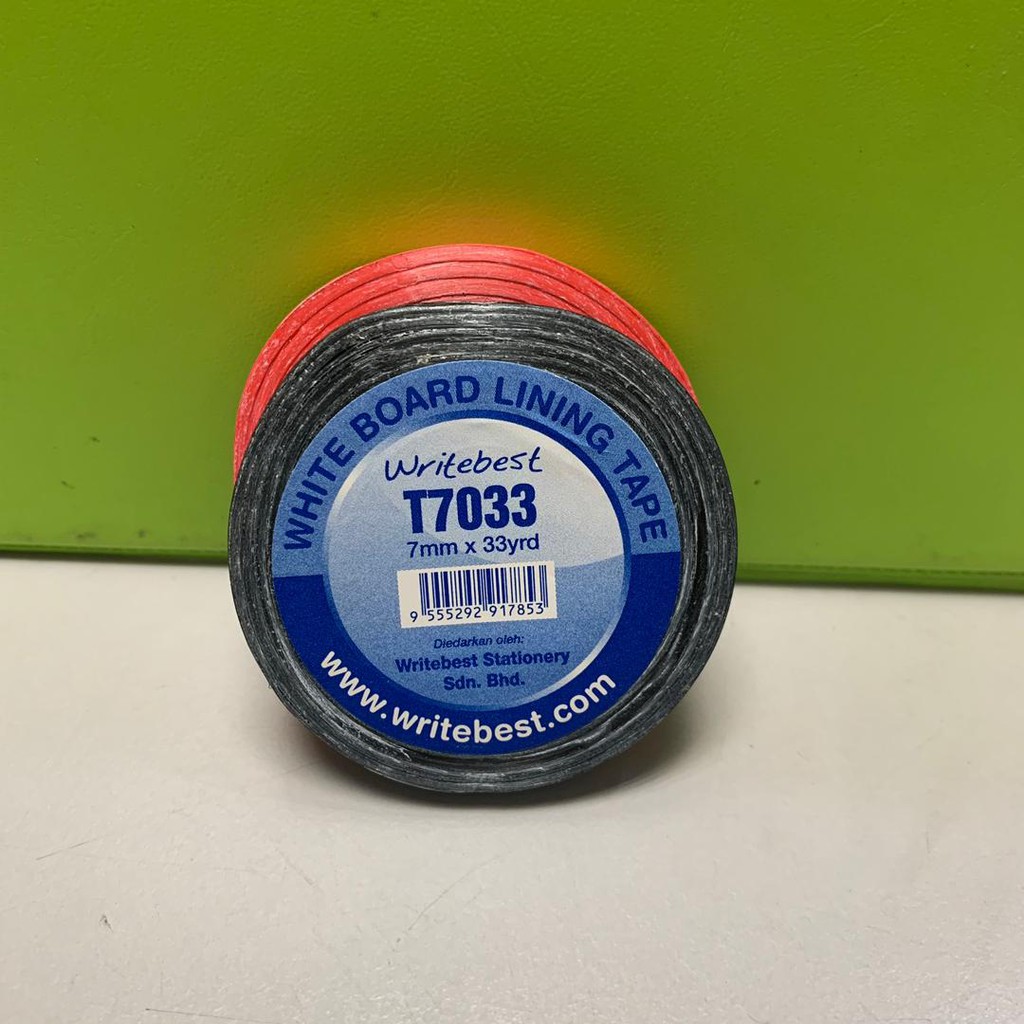 WHITE BOARD LINING TAPE
Writebest
T7033
7mm x 33yrd
9 555292 917853
Diedarkan oleh:
Writebest Stationery
Sdn. Bhd.
www.writebest.com